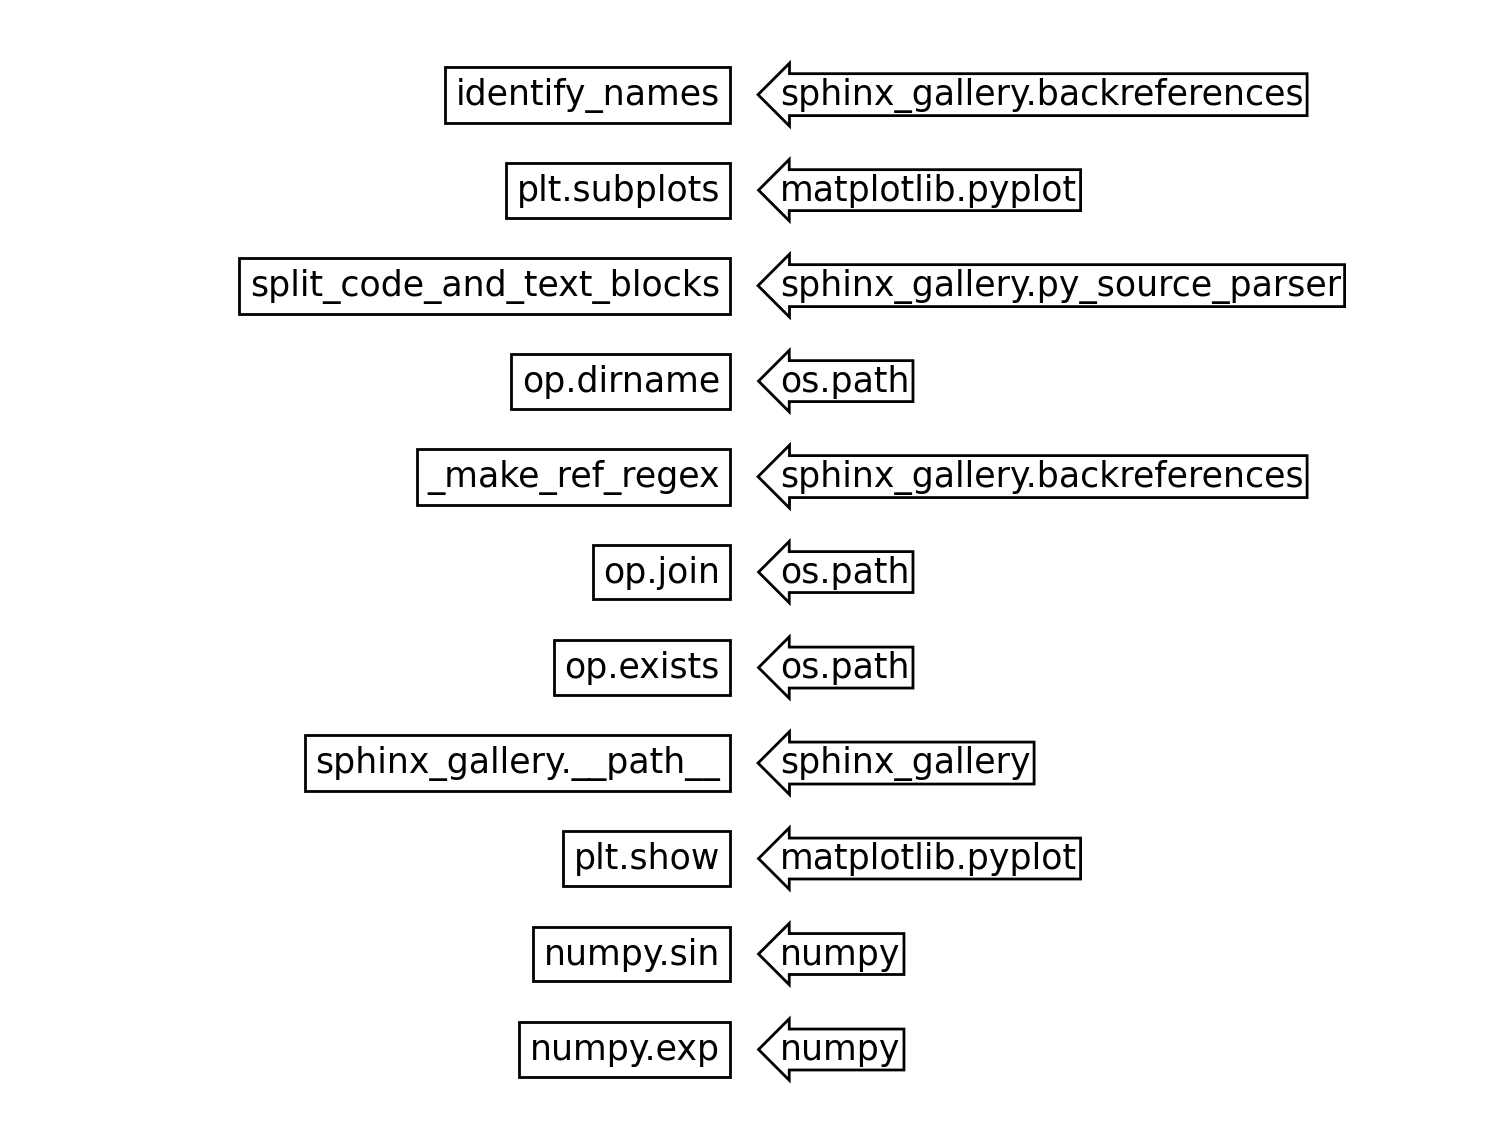 identify_names sphinx_gallery.backreferences
plt.subplots matplotlib.pyplot
split_code_and_text_blocks sphinx_gallery.py_source_parser
op.dirname os.path
_make_ref_regex sphinx_gallery.backreferences
op.join os.path
op.exists os.path
sphinx_gallery.__path__ sphinx_gallery
plt.show matplotlib.pyplot
numpy.sin numpy
numpy.exp numpy